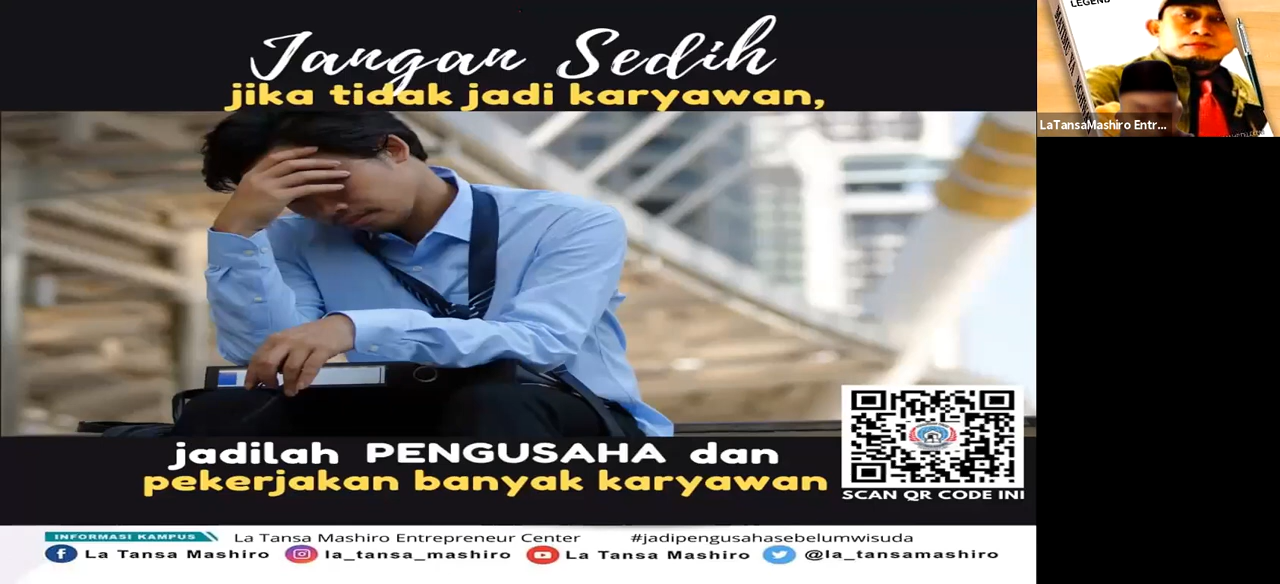 Jangan Sedih
jika tidak jadi karyawan,
jadilah PENGUSAHA dan
pekerjakan banyak karyawan
SCAN QR CODE INI
INFORMASI KAMPUS
La Tansa Mashiro Entrepreneur Center
#jadipengusahasebelumwisuda
La Tansa Mashiro
la_tansa_mashiro
La Tansa Mashiro
@la_tansamashiro
LEGEND
LaTansaMashiro Entr...